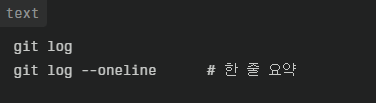 text
git log
git log --oneline      # 한 줄 요약